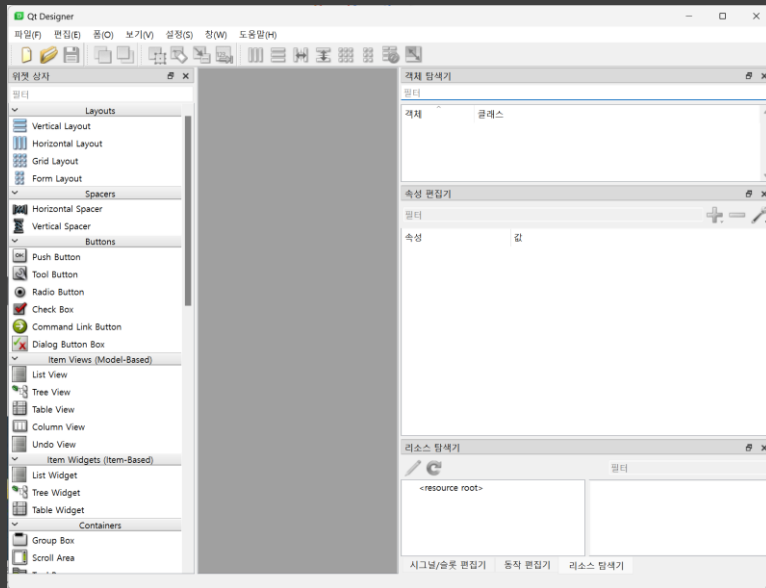 Qt Designer
파일(F) 편집(E) 폼(O) 보기(V) 설정(S) 창(W) 도움말(H)
위젯 상자
필터
Layouts
Vertical Layout
Horizontal Layout
Grid Layout
Form Layout
Spacers
Horizontal Spacer
Vertical Spacer
Buttons
Push Button
Tool Button
Radio Button
Check Box
Command Link Button
Dialog Button Box
Item Views (Model-Based)
List View
Tree View
Table View
Column View
Undo View
Item Widgets (Item-Based)
List Widget
Tree Widget
Table Widget
Containers
Group Box
Scroll Area
객체 탐색기
필터
객체 클래스
속성 편집기
필터
속성 값
리소스 탐색기
필터
<resource root>
시그널/슬롯 편집기 동작 편집기 리소스 탐색기